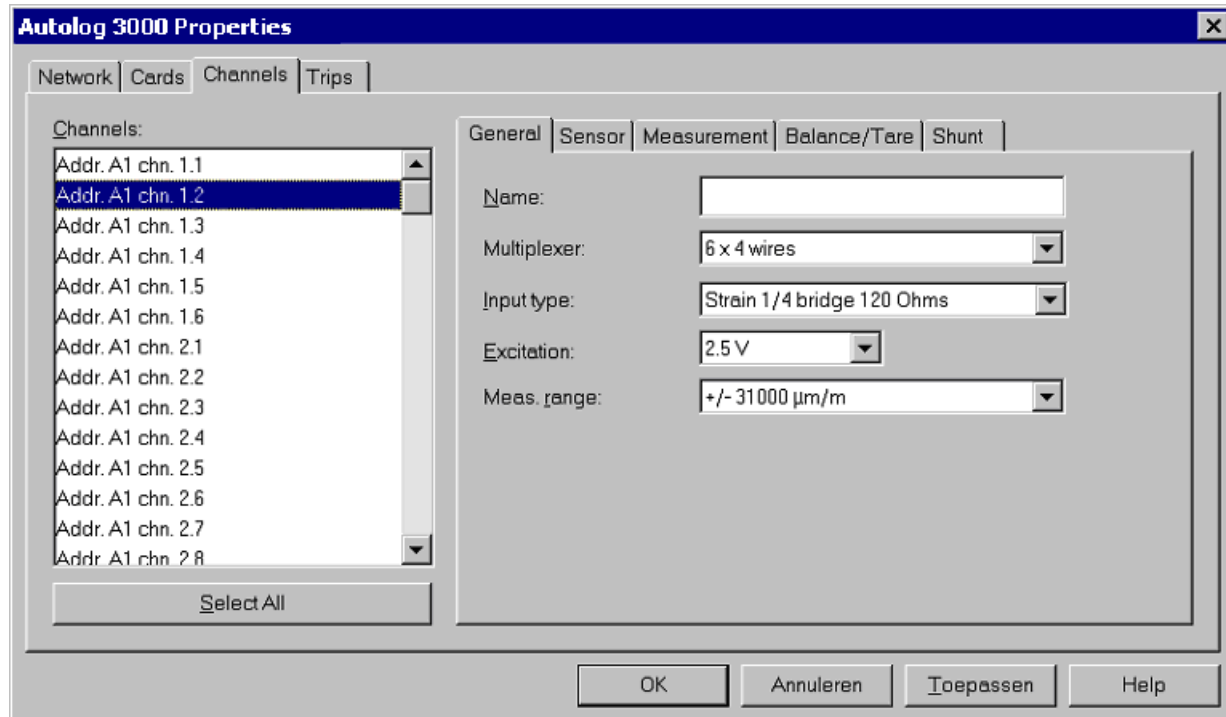 Autolog 3000 Properties
Network Cards Channels Trips
Channels:
Addr. A1 chn. 1.1
Addr. A1 chn. 1.2
Addr. A1 chn. 1.3
Addr. A1 chn. 1.4
Addr. A1 chn. 1.5
Addr. A1 chn. 1.6
Addr. A1 chn. 2.1
Addr. A1 chn. 2.2
Addr. A1 chn. 2.3
Addr. A1 chn. 2.4
Addr. A1 chn. 2.5
Addr. A1 chn. 2.6
Addr. A1 chn. 2.7
Addr. A1 chn. 2.8
Select All
General Sensor Measurement Balance/Tare Shunt
Name:
Multiplexer: 6 x 4 wires
Input type: Strain 1/4 bridge 120 Ohms
Excitation: 2.5 V
Meas. range: +/- 31000 µm/m
OK Annuleren Toepassen Help